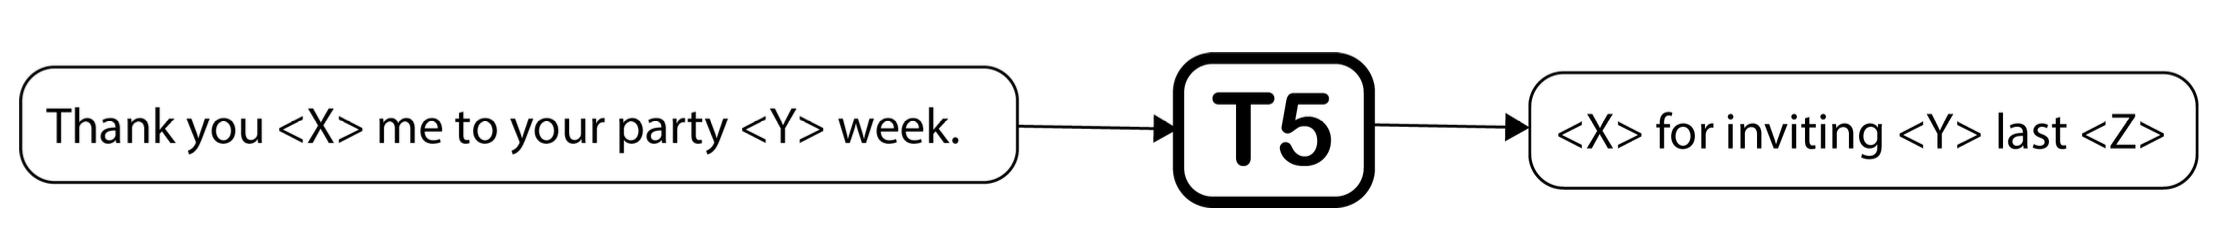 Thank you <X> me to your party <Y> week.
T5
<X> for inviting <Y> last <Z>